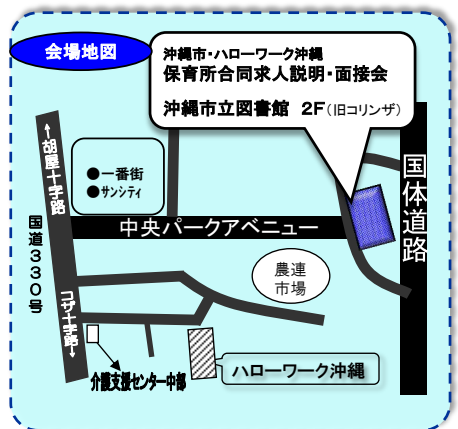 会場地図
沖縄市・ハローワーク沖縄
保育所合同求人説明・面接会
沖縄市立図書館 2F(旧コリンザ)
←胡屋十字路
●一番街
●サンシティ
国体道路
中央パークアベニュー
国道330号
農連
市場
コザ十字路→
介護支援センター中部
ハローワーク沖縄